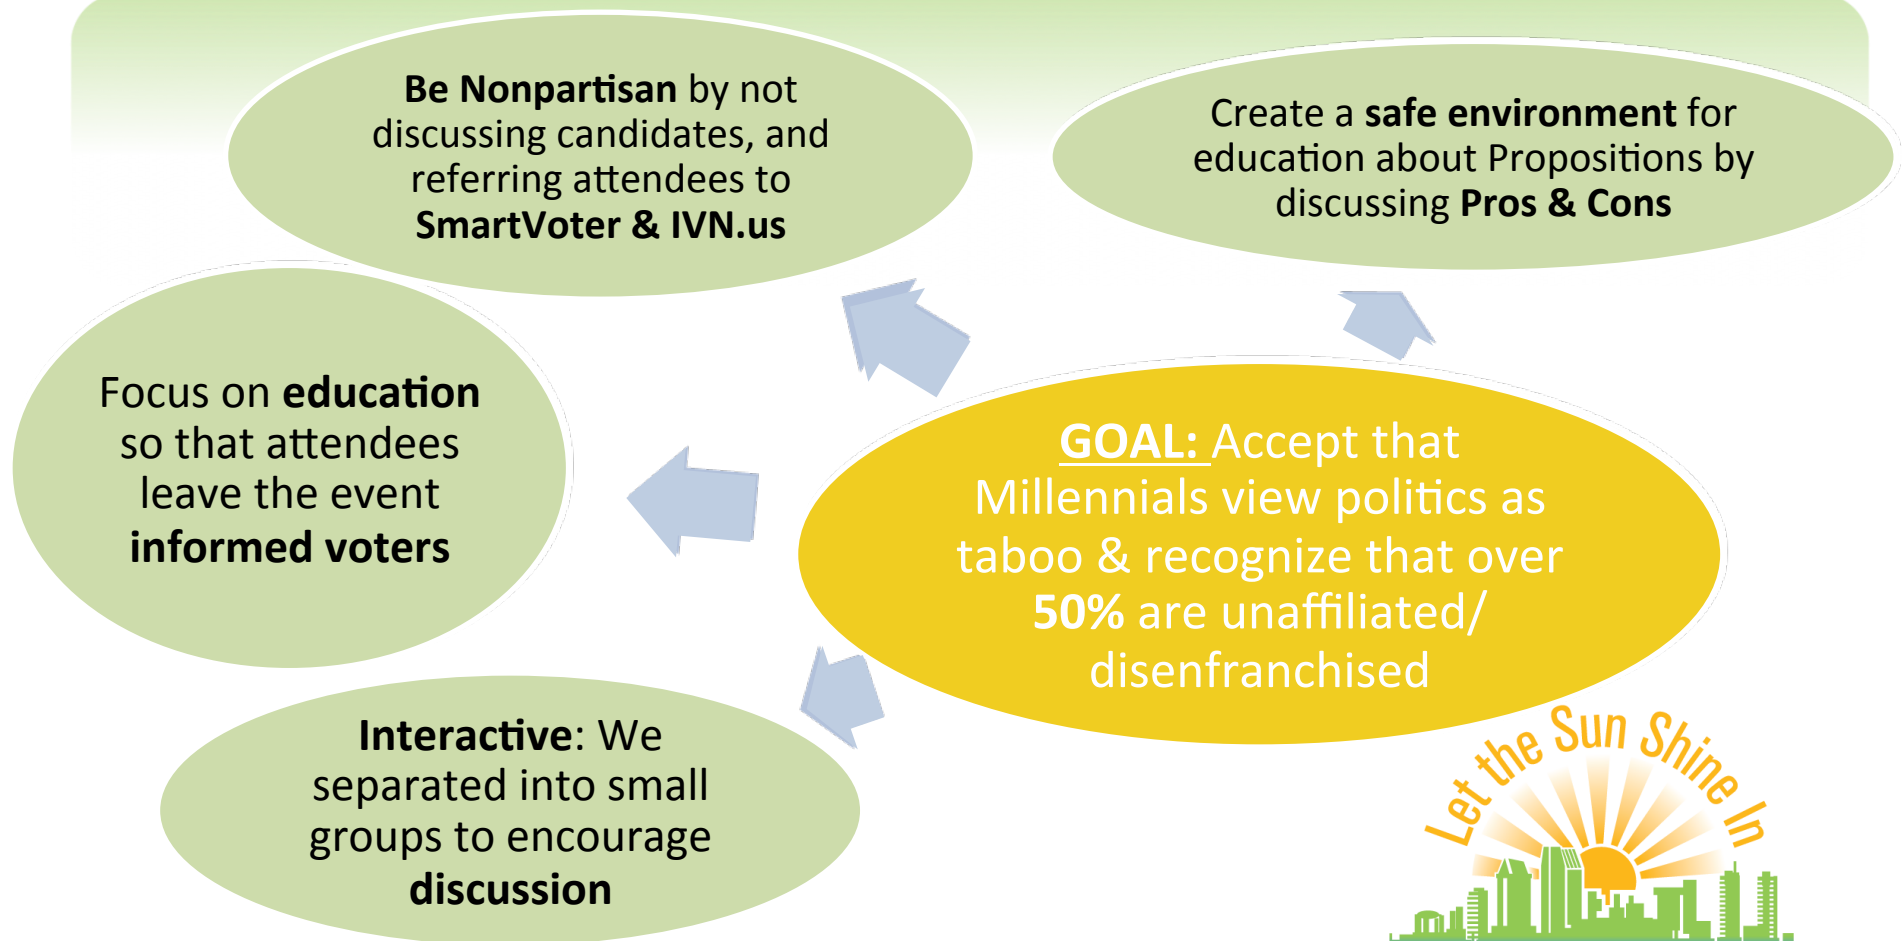 Be Nonpartisan by not
discussing candidates, and
referring attendees to
SmartVoter & IVN.us
Create a safe environment for
education about Propositions by
discussing Pros & Cons
Focus on education
so that attendees
leave the event
informed voters
GOAL: Accept that
Millennials view politics as
taboo & recognize that over
50% are unaffiliated/
disenfranchised
Interactive: We
separated into small
groups to encourage
discussion
Let the Sun Shine In